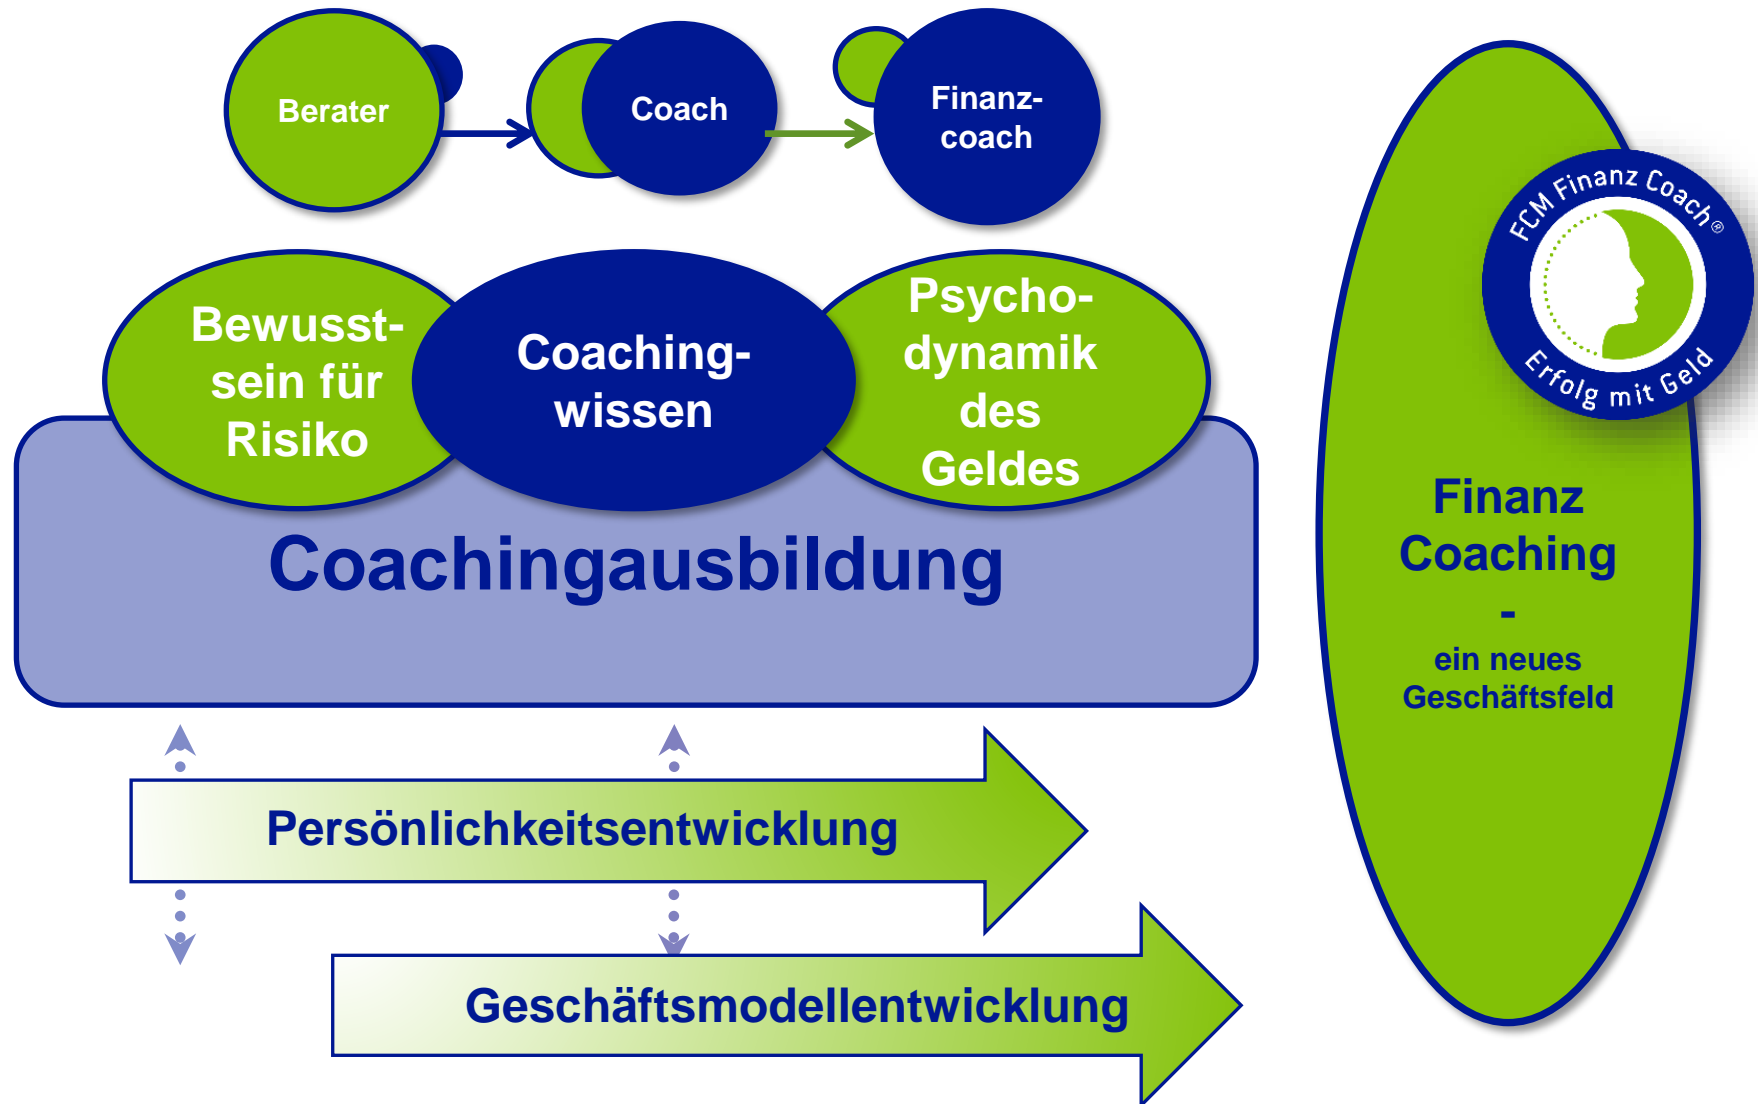 Berater
Coach
Finanz-
coach
Bewusst-
sein für
Risiko
Coaching-
wissen
Psycho-
dynamik
des
Geldes
Coachingausbildung
Persönlichkeitsentwicklung
Geschäftsmodellentwicklung
FCM Finanz Coach®
Erfolg mit Geld
Finanz
Coaching
-
ein neues
Geschäftsfeld